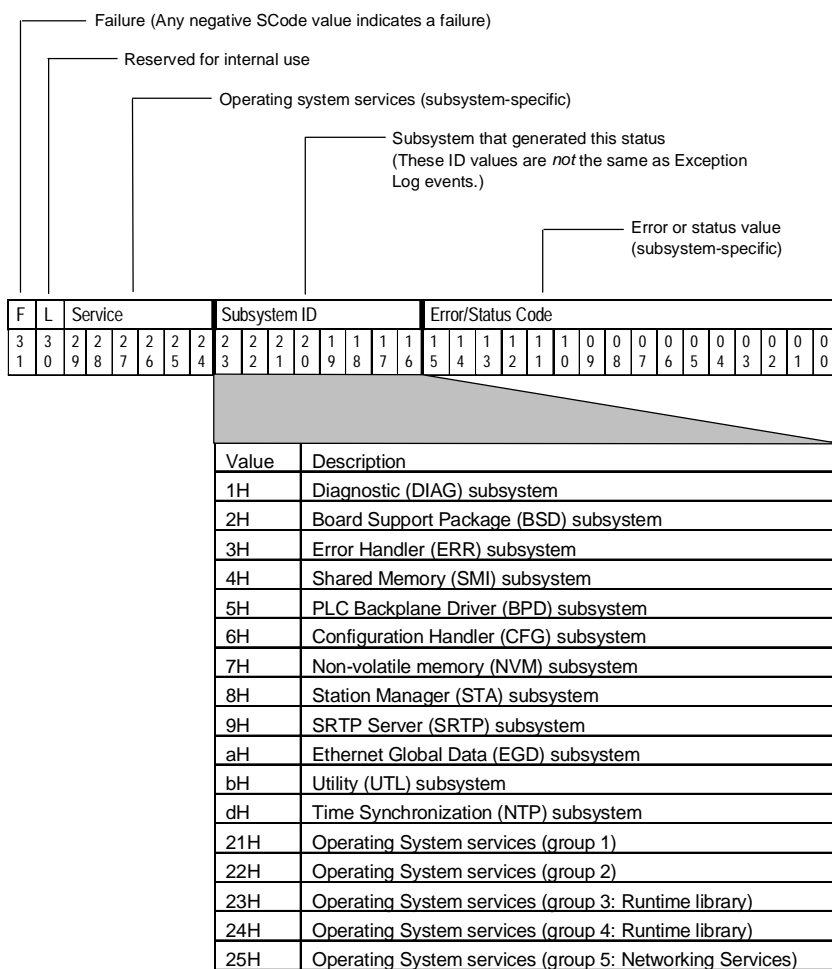 Failure (Any negative SCode value indicates a failure)
Reserved for internal use
Operating system services (subsystem-specific)
Subsystem that generated this status
(These ID values are not the same as Exception
Log events.)
Error or status value
(subsystem-specific)
F L Service Subsystem ID Error/Status Code
3 3 2 2 2 2 2 2 2 2 2 2 1 1 1 1 1 1 1 1 1 1 0 0 0 0 0 0 0 0 0 0
1 0 9 8 7 6 5 4 3 2 1 0 9 8 7 6 5 4 3 2 1 0 9 8 7 6 5 4 3 2 1 0
Value Description
1H Diagnostic (DIAG) subsystem
2H Board Support Package (BSD) subsystem
3H Error Handler (ERR) subsystem
4H Shared Memory (SMI) subsystem
5H PLC Backplane Driver (BPD) subsystem
6H Configuration Handler (CFG) subsystem
7H Non-volatile memory (NVM) subsystem
8H Station Manager (STA) subsystem
9H SRTP Server (SRTP) subsystem
aH Ethernet Global Data (EGD) subsystem
bH Utility (UTL) subsystem
dH Time Synchronization (NTP) subsystem
21H Operating System services (group 1)
22H Operating System services (group 2)
23H Operating System services (group 3: Runtime library)
24H Operating System services (group 4: Runtime library)
25H Operating System services (group 5: Networking Services)